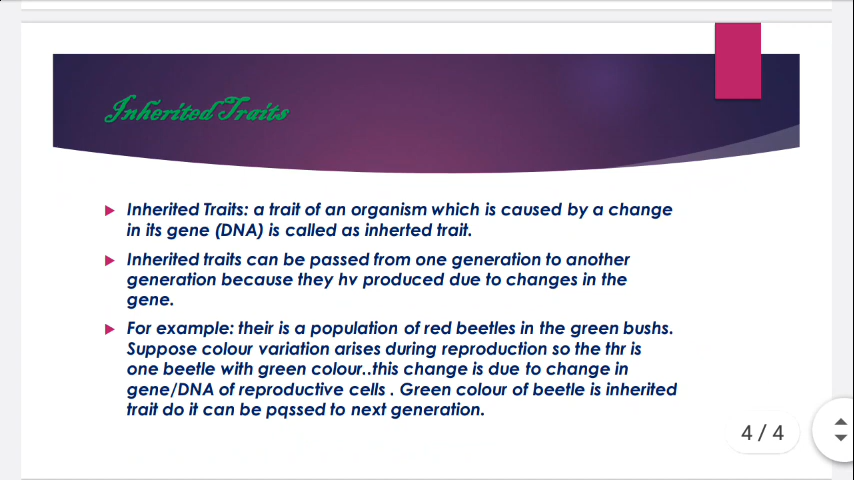 Inherited Traits
Inherited Traits: a trait of an organism which is caused by a change
in its gene (DNA) is called as inherted trait.
Inherited traits can be passed from one generation to another
generation because they hv produced due to changes in the
gene.
For example: their is a population of red beetles in the green bushs.
Suppose colour variation arises during reproduction so the thr is
one beetle with green colour..this change is due to change in
gene/DNA of reproductive cells . Green colour of beetle is inherited
trait do it can be pqssed to next generation.
4 / 4